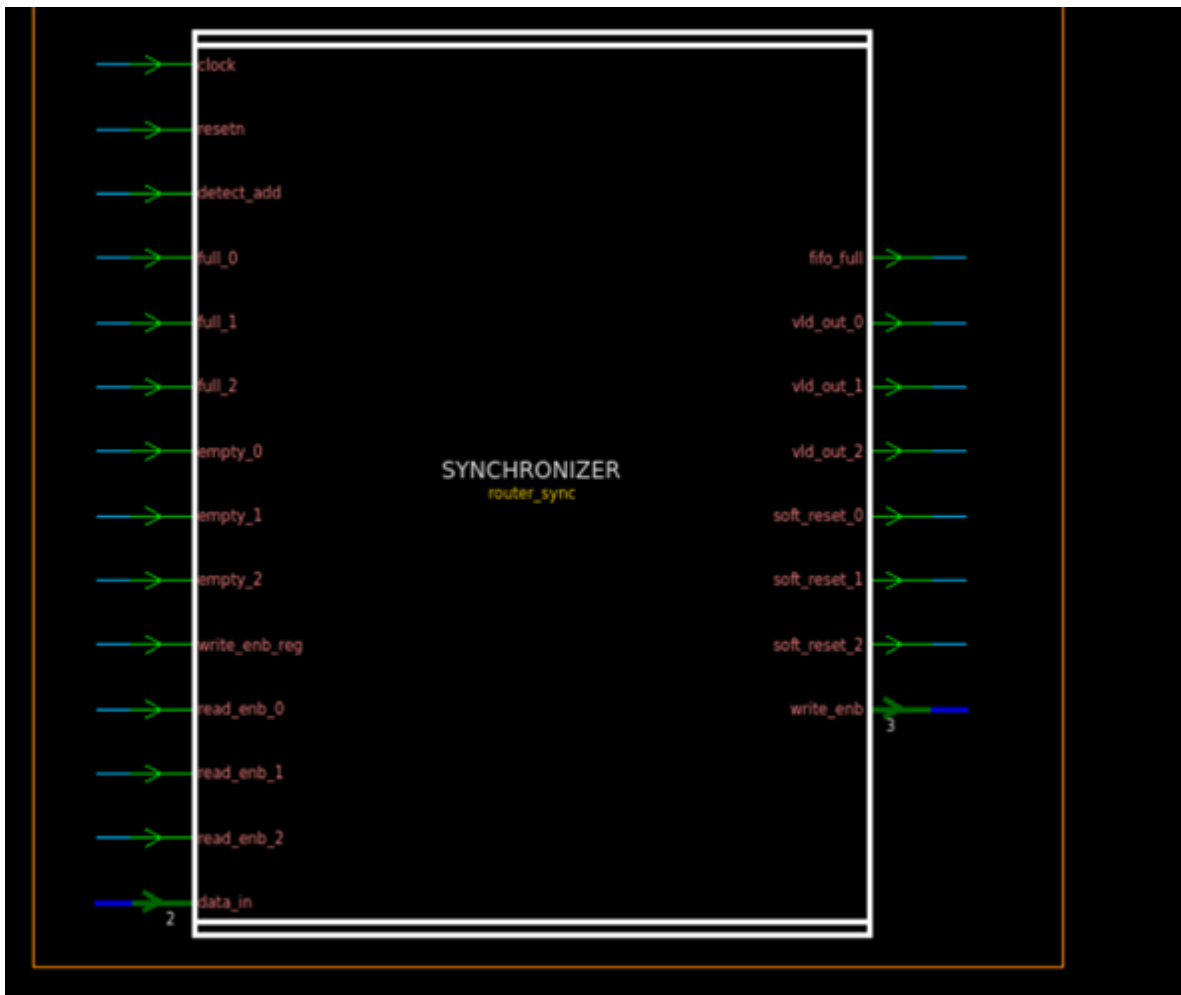 clock
resetn
detect_add
full_0
fifo_full
full_1
vld_out_0
full_2
vld_out_1
empty_0
vld_out_2
SYNCHRONIZER
router_sync
empty_1
soft_reset_0
empty_2
soft_reset_1
write_enb_reg
soft_reset_2
read_enb_0
write_enb
3
read_enb_1
read_enb_2
data_in
2